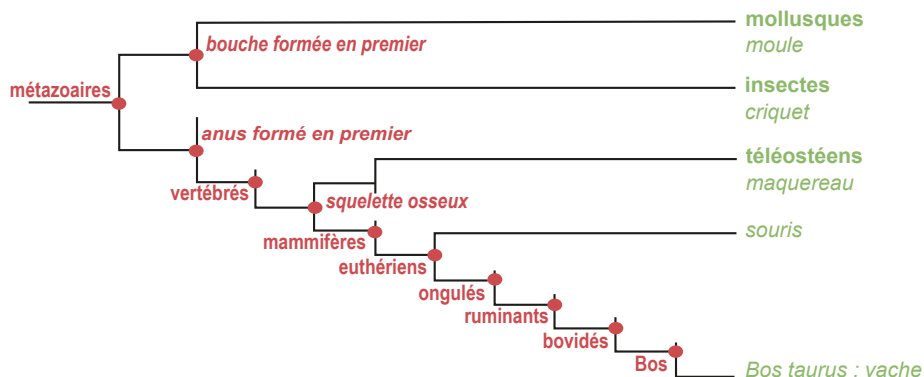 mollusques
bouche formée en premier
moule
métazoaires
insectes
criquet
anus formé en premier
téléostéens
vertébrés
maquereau
squelette osseux
souris
mammifères
euthériens
ongulés
ruminants
bovidés
Bos
Bos taurus : vache